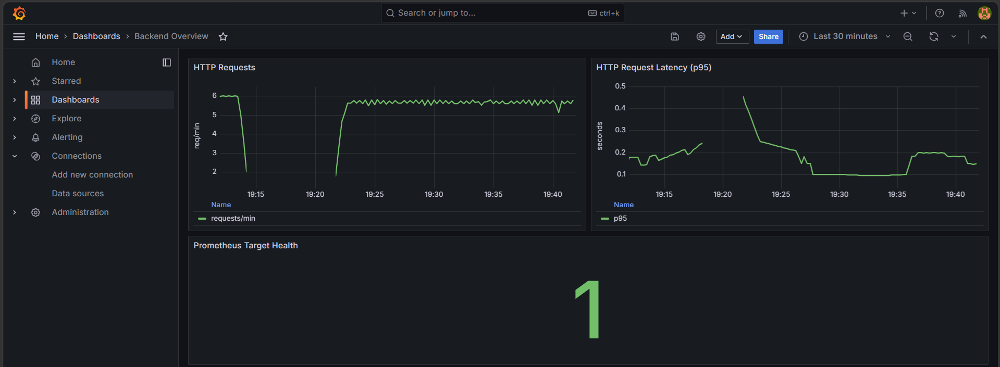 Search or jump to... ctrl+k
Home > Dashboards > Backend Overview
Add
Share
Last 30 minutes
Home
Starred
Dashboards
Explore
Alerting
Connections
Add new connection
Data sources
Administration
HTTP Requests
req/min
6
5
4
3
2
19:15 19:20 19:25 19:30 19:35 19:40
Name
requests/min
HTTP Request Latency (p95)
seconds
0.5
0.4
0.3
0.2
0.1
19:15 19:20 19:25 19:30 19:35 19:40
Name
p95
Prometheus Target Health
1